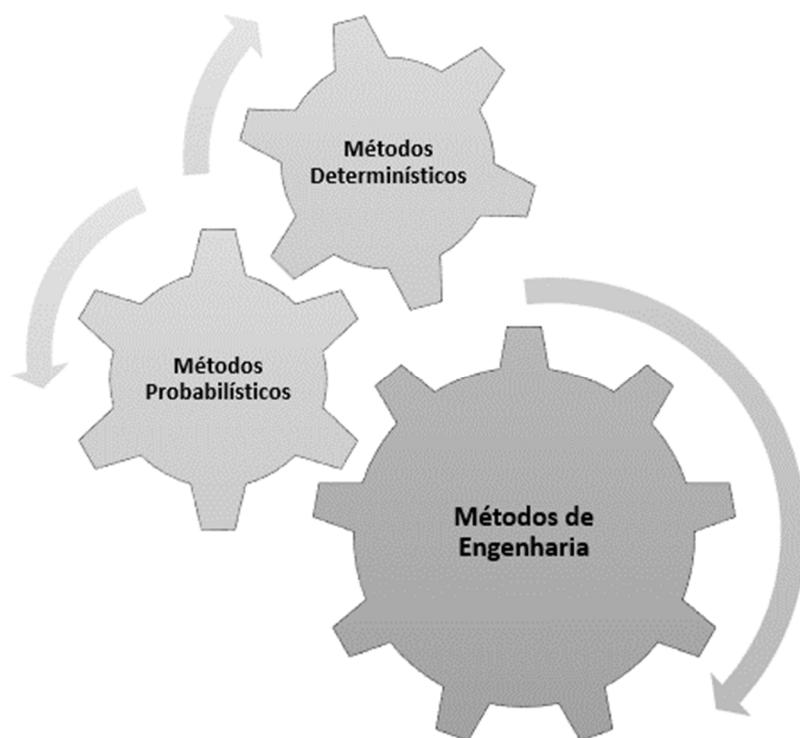 Métodos
Determinísticos
Métodos
Probabilísticos
Métodos de
Engenharia